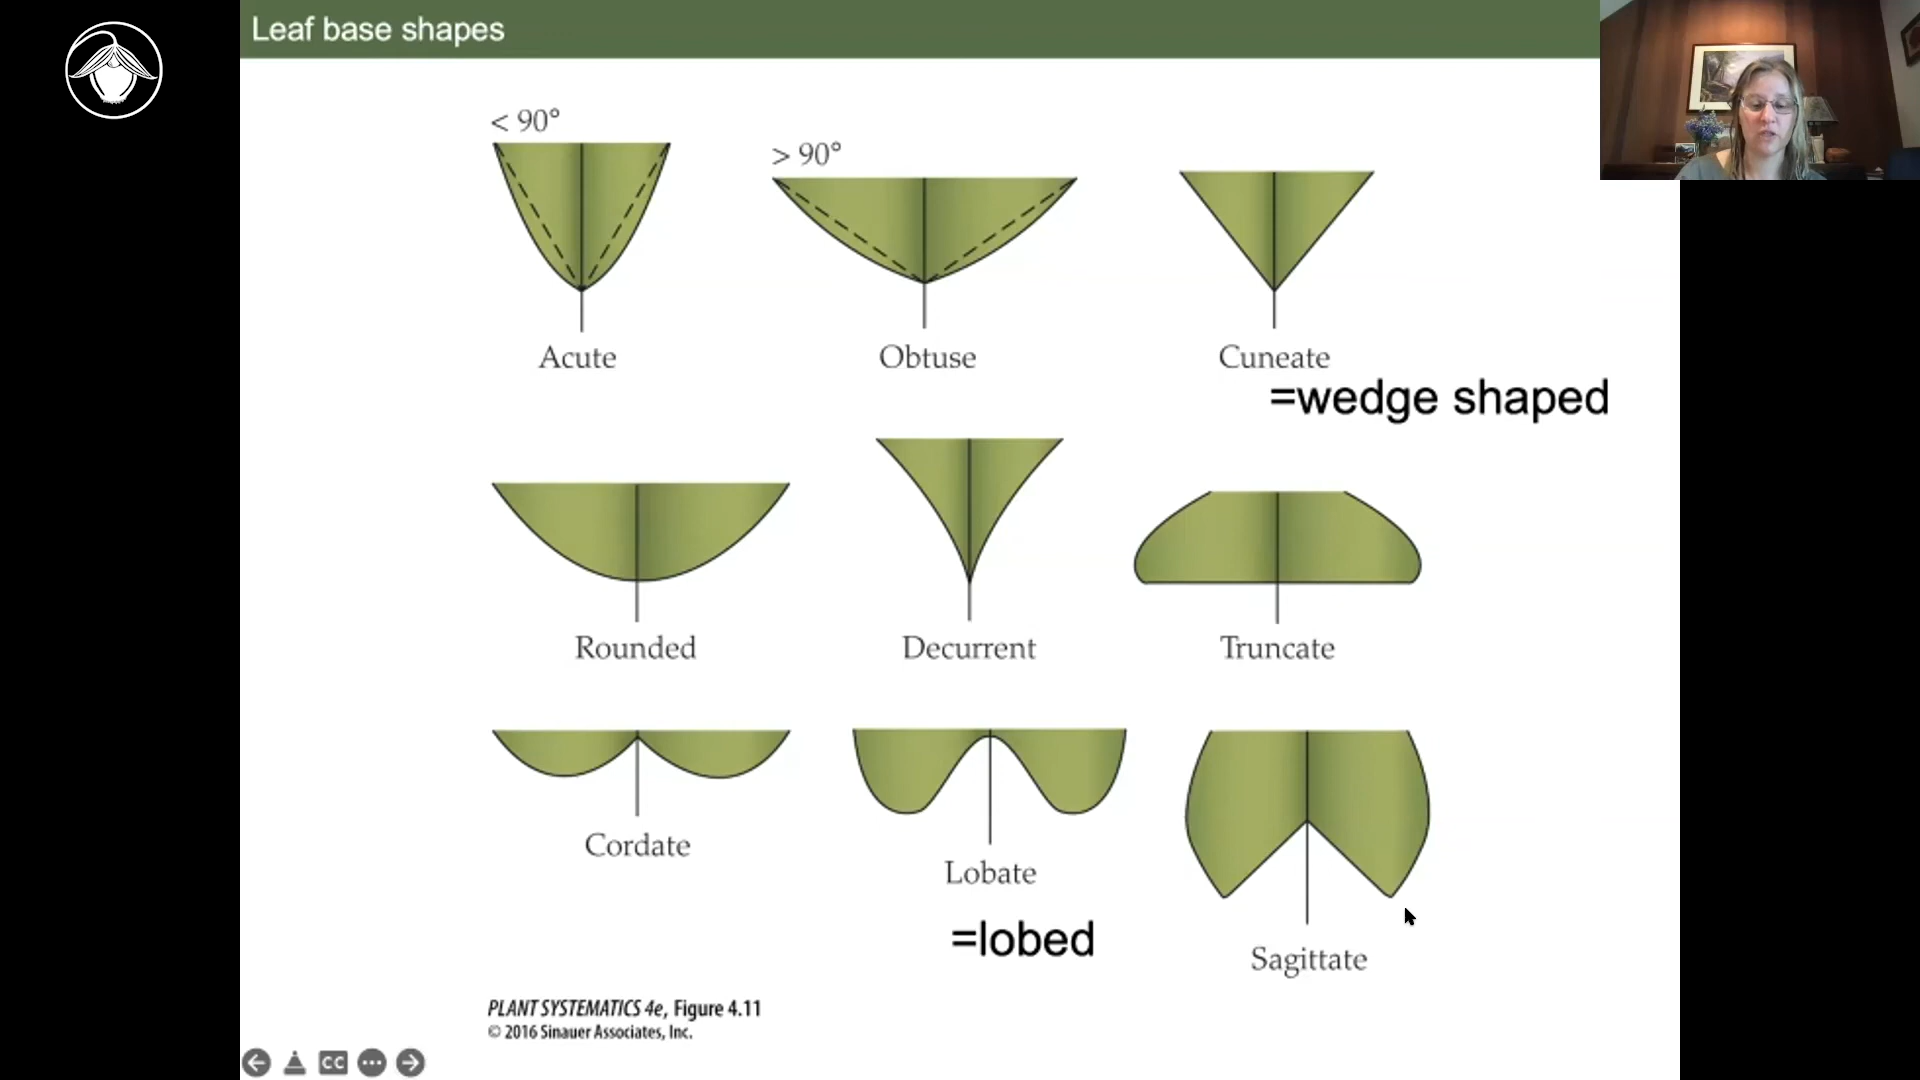 Leaf base shapes
< 90°
> 90°
Acute
Obtuse
Cuneate
=wedge shaped
Rounded
Decurrent
Truncate
Cordate
Lobate
=lobed
Sagittate
PLANT SYSTEMATICS 4e, Figure 4.11
© 2016 Sinauer Associates, Inc.
CC